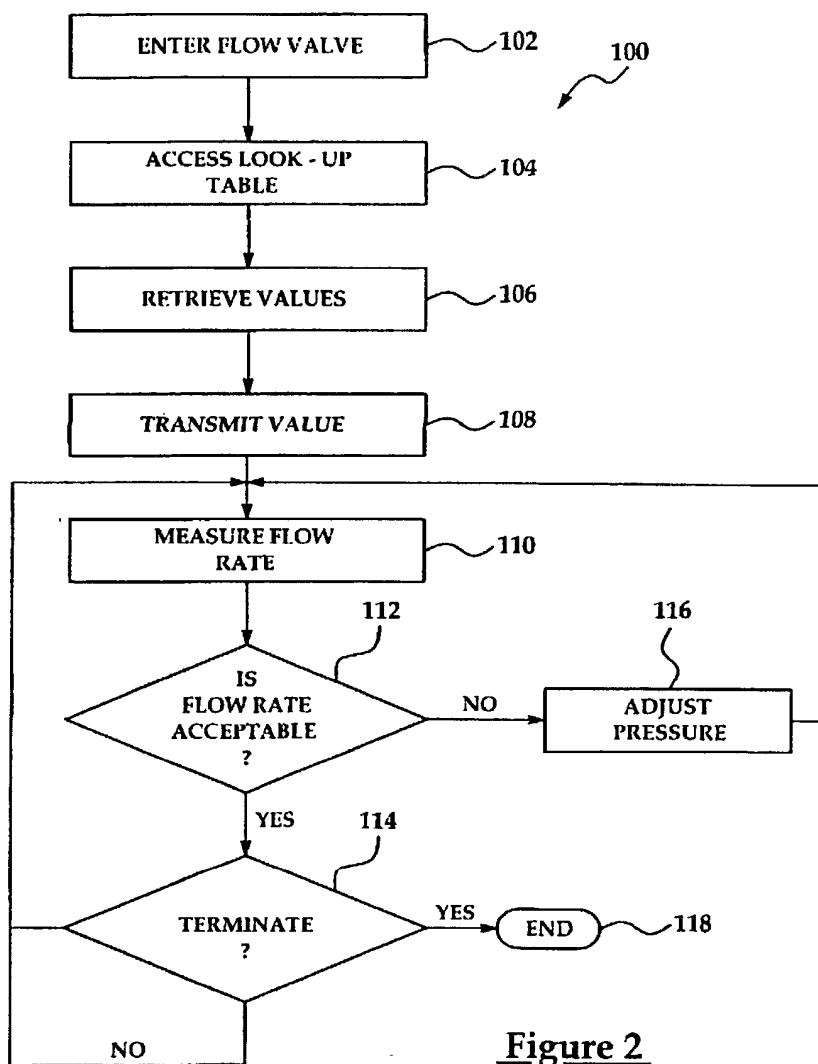 ENTER FLOW VALVE
102
100
ACCESS LOOK - UP
TABLE
104
RETRIEVE VALUES
106
TRANSMIT VALUE
108
MEASURE FLOW
RATE
110
112
IS
FLOW RATE
ACCEPTABLE
?
NO
116
ADJUST
PRESSURE
YES
114
TERMINATE
?
YES
END
118
NO
Figure 2